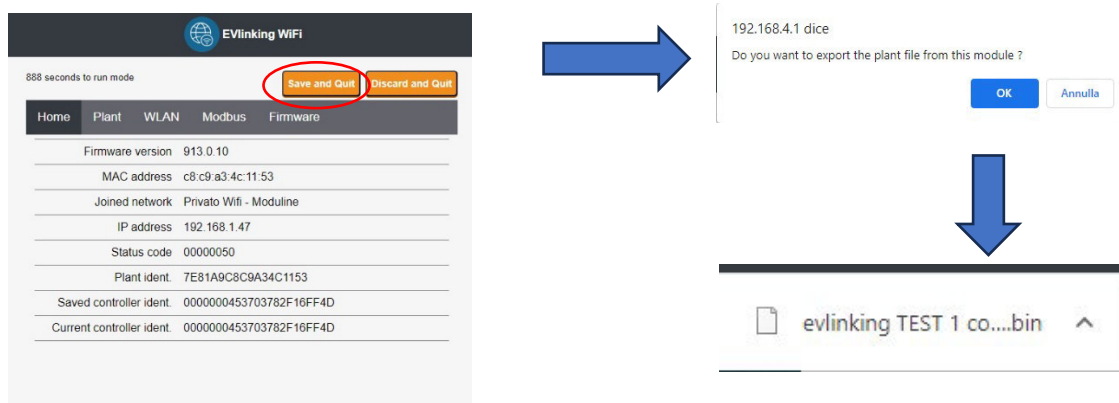 EVlinking WiFi
888 seconds to run mode
Save and Quit
Discard and Quit
Home Plant WLAN Modbus Firmware
Firmware version 913.0.10
MAC address c8:c9:a3:4c:11:53
Joined network Privato Wifi - Moduline
IP address 192.168.1.47
Status code 00000050
Plant ident. 7E81A9C8C9A34C1153
Saved controller ident. 0000000453703782F16FF4D
Current controller ident. 0000000453703782F16FF4D
192.168.4.1 dice
Do you want to export the plant file from this module ?
OK
Annulla
evlinking TEST 1 co....bin